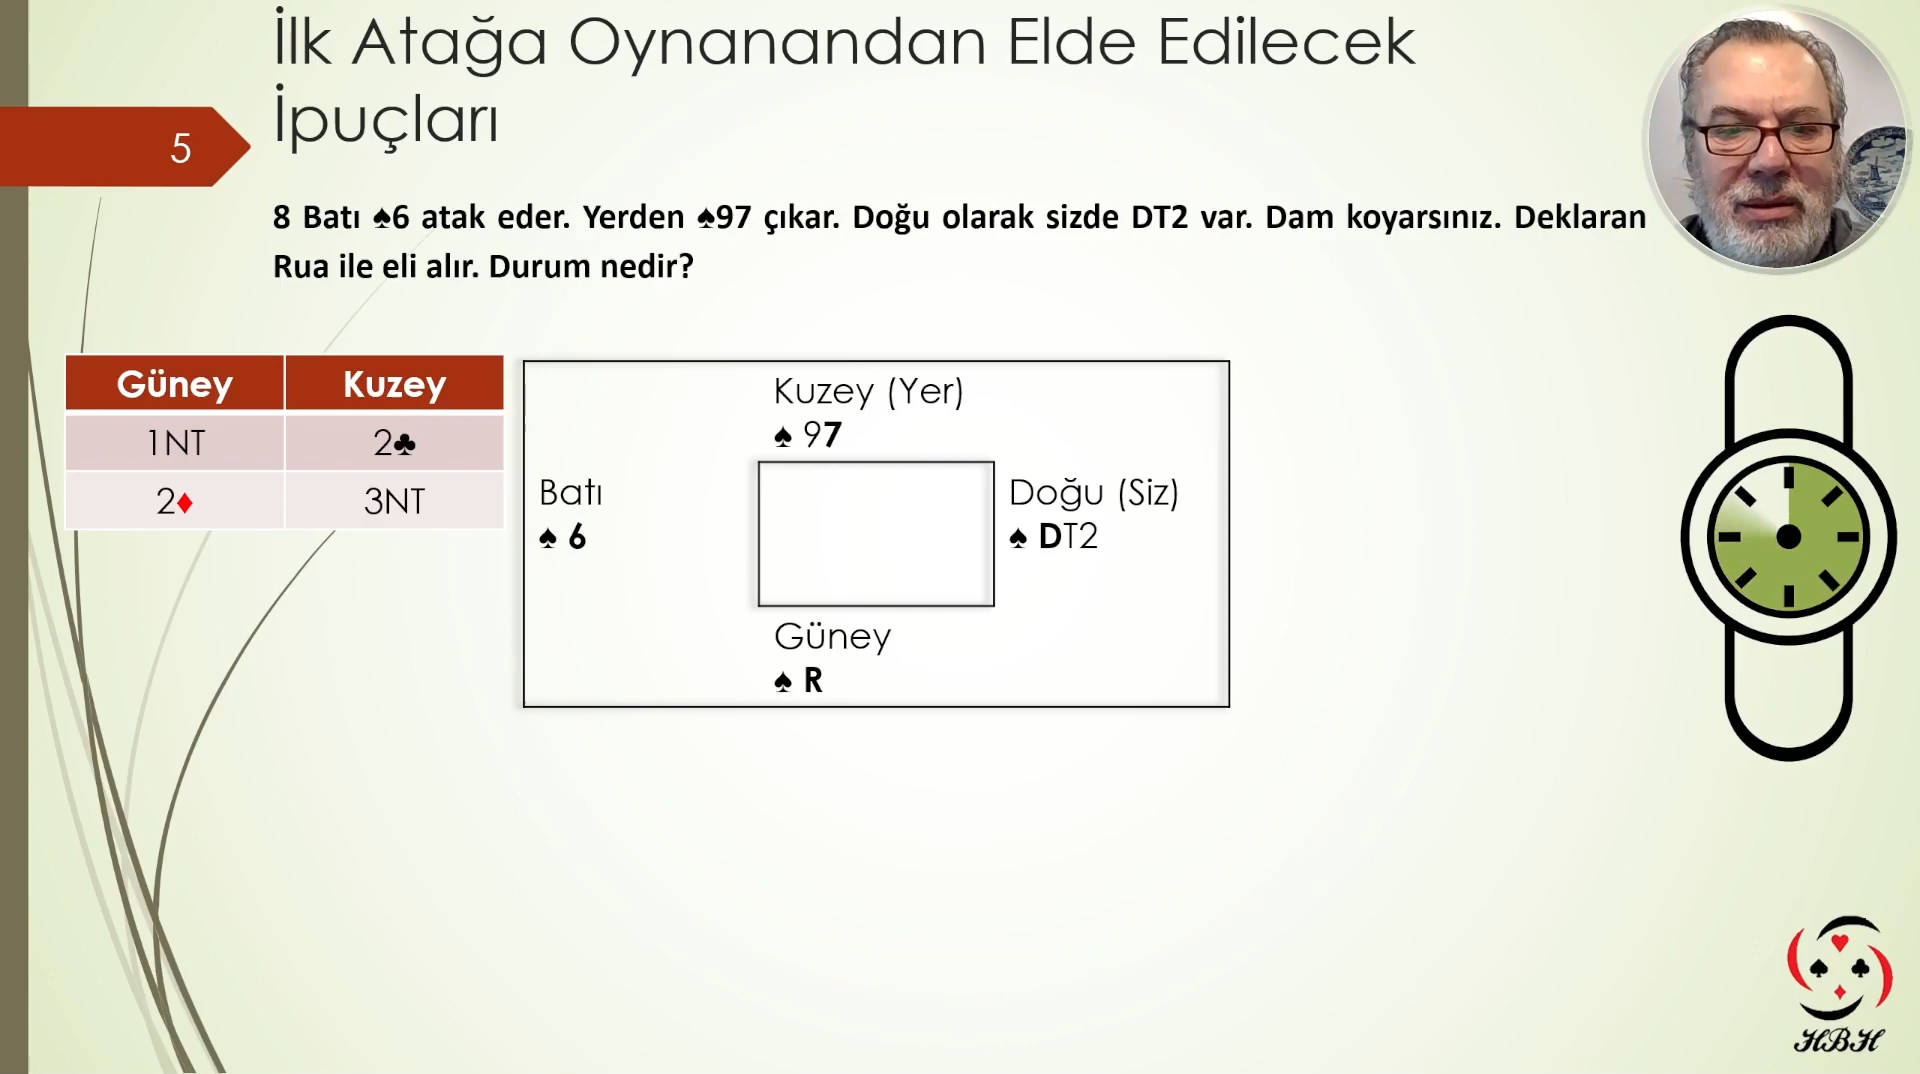 İlk Atağa Oynanandan Elde Edilecek
İpuçları
5
8 Batı ♠6 atak eder. Yerden ♠97 çıkar. Doğu olarak sizde DT2 var. Dam koyarsınız. Deklaran
Rua ile eli alır. Durum nedir?
Güney Kuzey
1NT 2♣
2♦ 3NT
Kuzey (Yer)
♠ 97
Batı
♠ 6
Doğu (Siz)
♠ DT2
Güney
♠ R
HBH